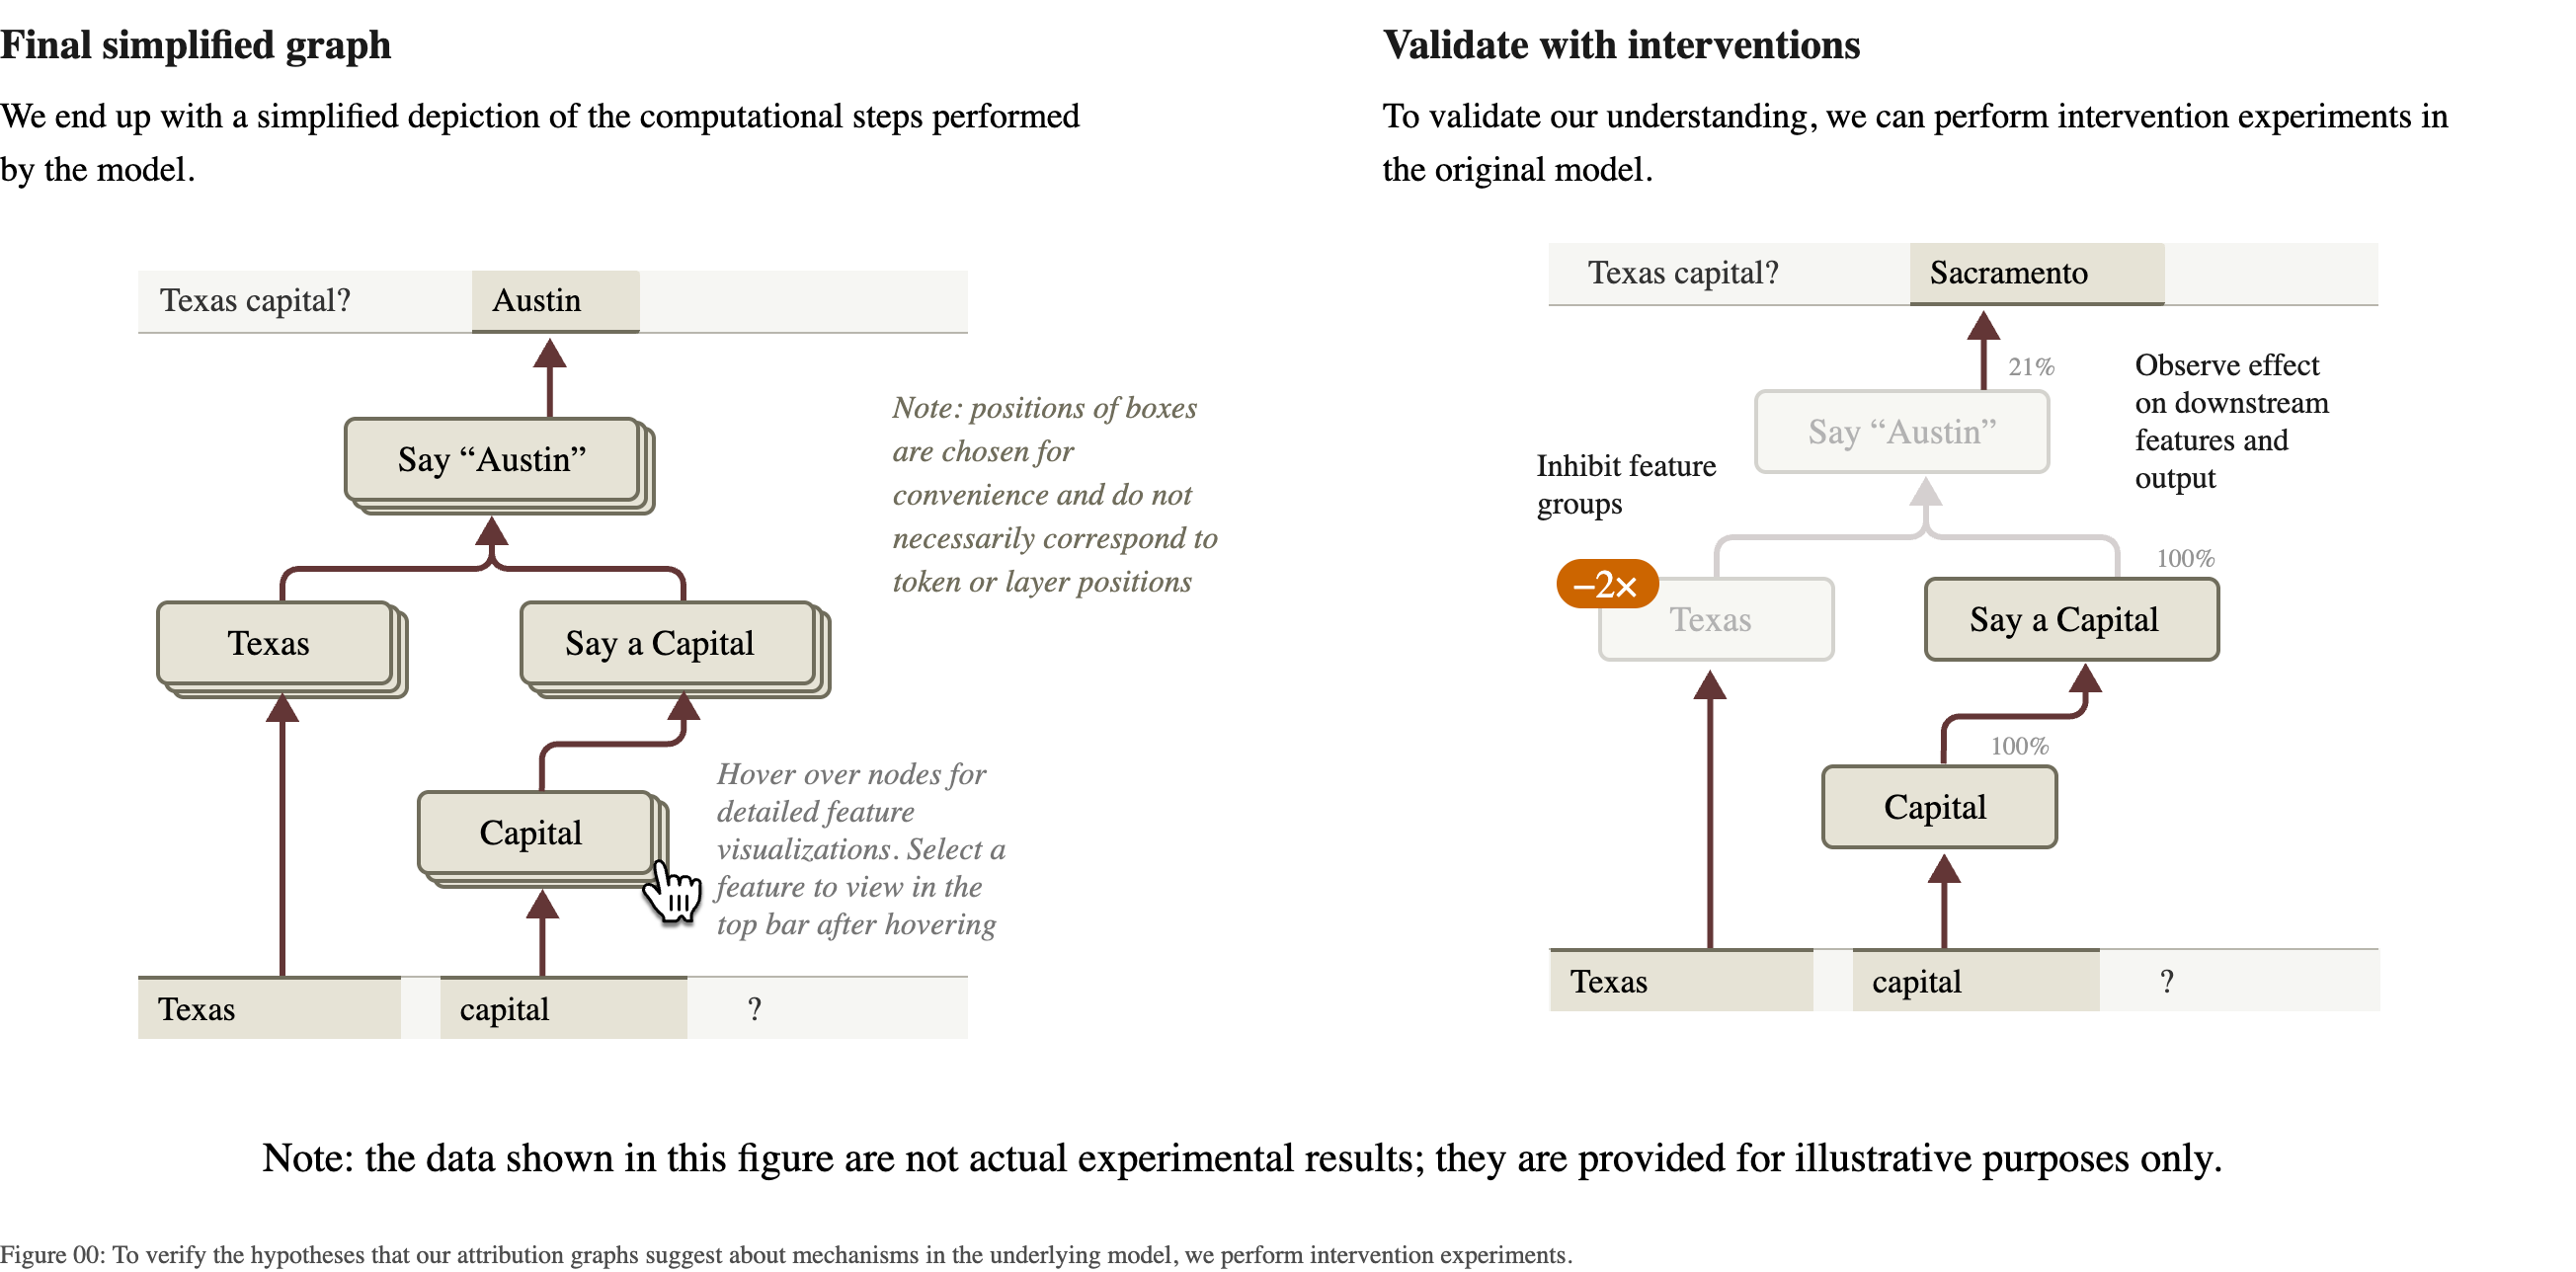 Final simplified graph
We end up with a simplified depiction of the computational steps performed
by the model.
Texas capital?
Austin
Say “Austin”
Note: positions of boxes
are chosen for
convenience and do not
necessarily correspond to
token or layer positions
Texas
Say a Capital
Capital
Hover over nodes for
detailed feature
visualizations. Select a
feature to view in the
top bar after hovering
Texas
capital
?
Validate with interventions
To validate our understanding, we can perform intervention experiments in
the original model.
Texas capital?
Sacramento
21%
Observe effect
on downstream
features and
output
Say “Austin”
Inhibit feature
groups
100%
−2×
Texas
Say a Capital
100%
Capital
Texas
capital
?
Note: the data shown in this figure are not actual experimental results; they are provided for illustrative purposes only.
Figure 00: To verify the hypotheses that our attribution graphs suggest about mechanisms in the underlying model, we perform intervention experiments.